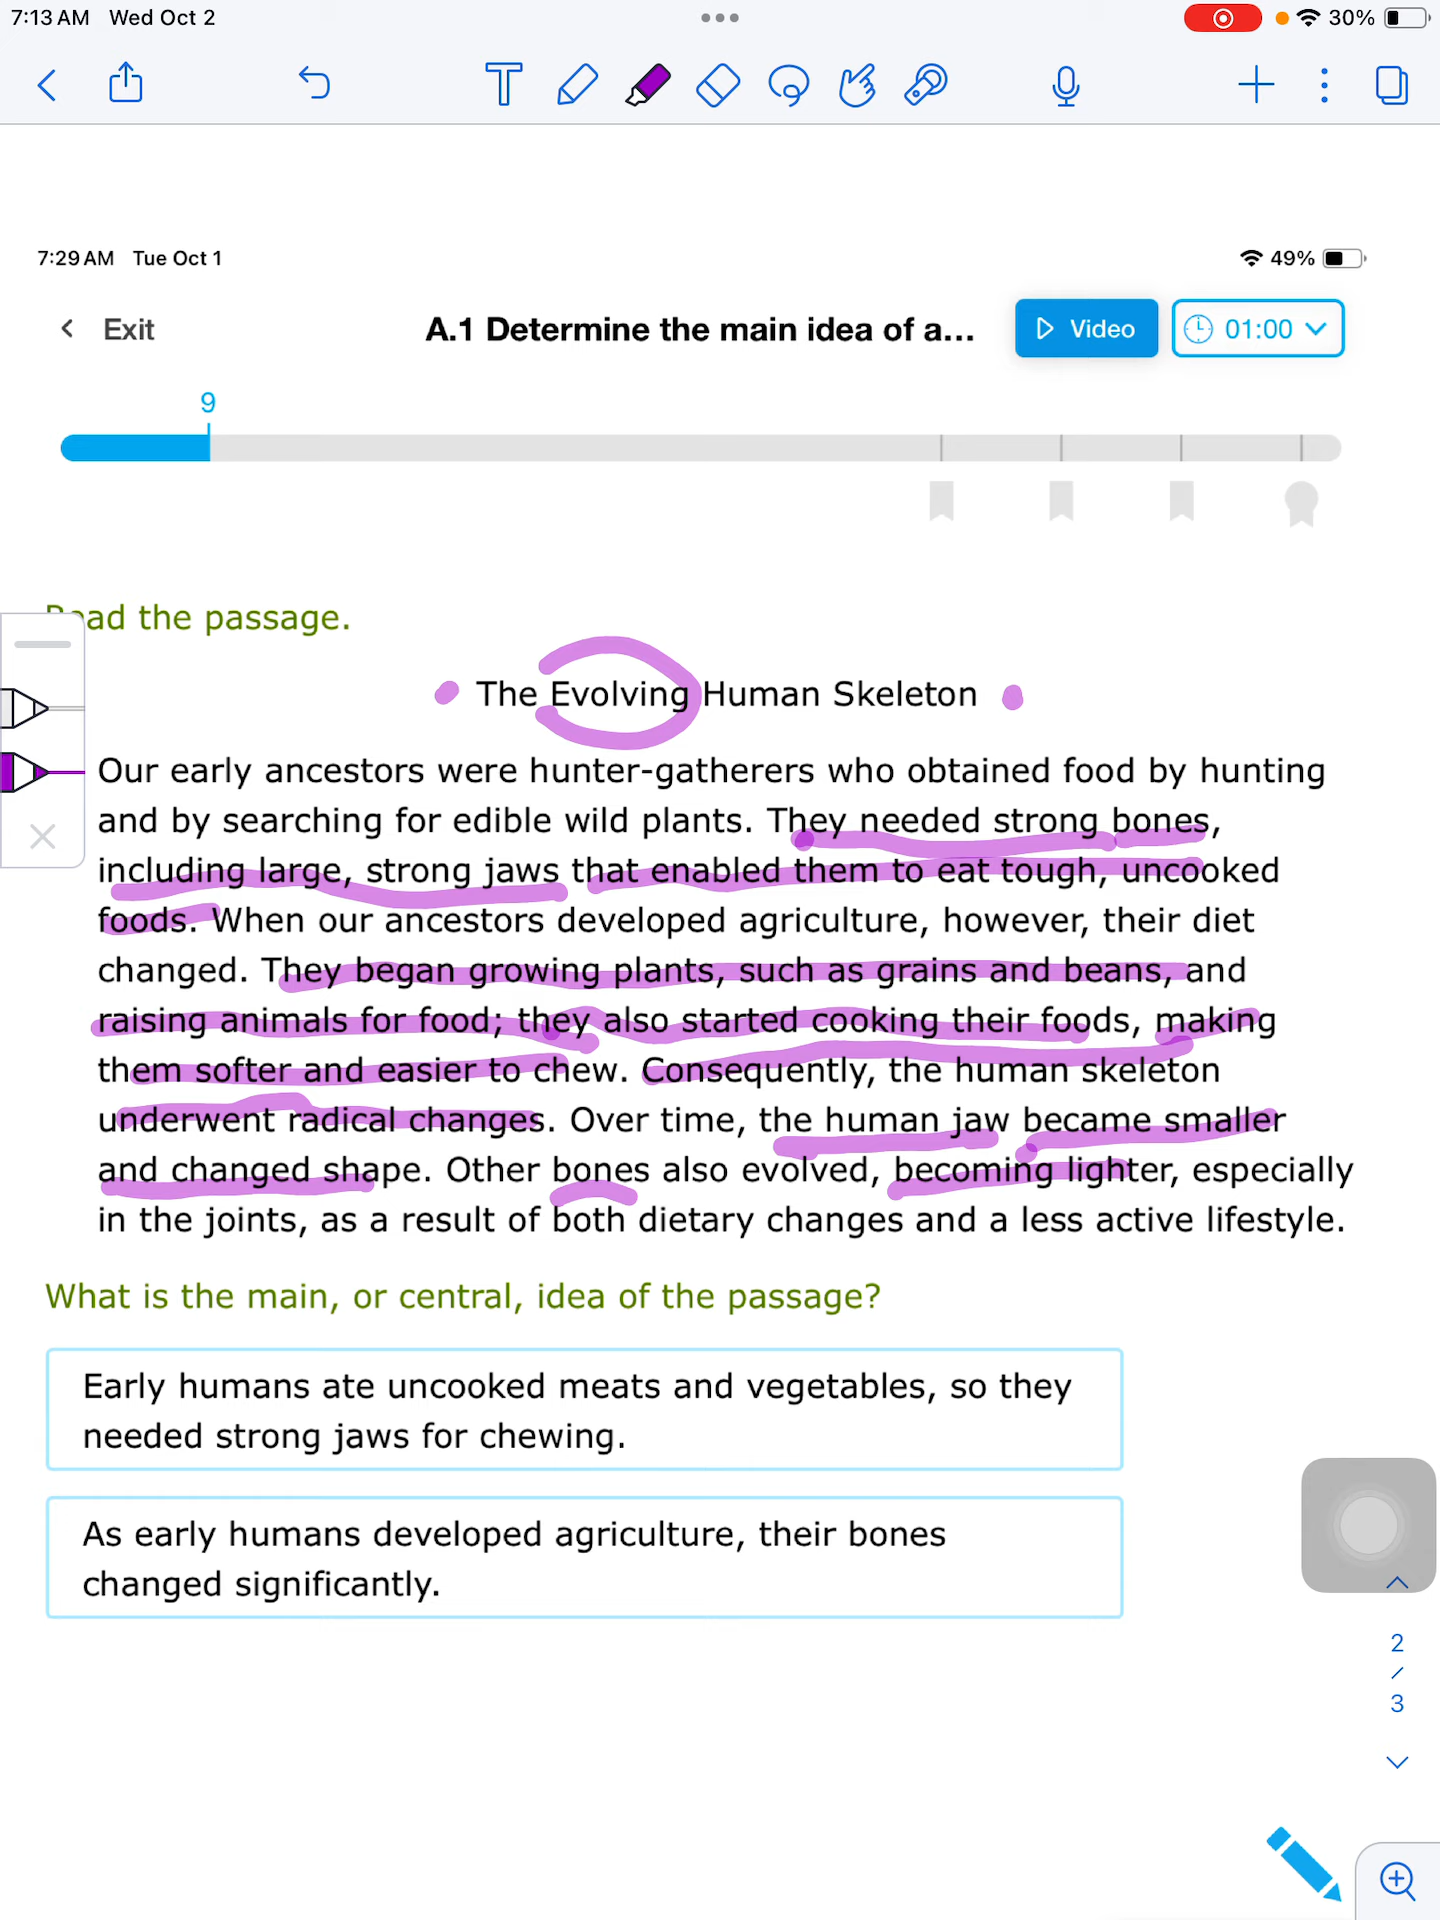 7:13 AM Wed Oct 2
30%
7:29 AM Tue Oct 1
49%
Exit
A.1 Determine the main idea of a...
Video
01:00
9
Read the passage.
The Evolving Human Skeleton
Our early ancestors were hunter-gatherers who obtained food by hunting
and by searching for edible wild plants. They needed strong bones,
including large, strong jaws that enabled them to eat tough, uncooked
foods. When our ancestors developed agriculture, however, their diet
changed. They began growing plants, such as grains and beans, and
raising animals for food; they also started cooking their foods, making
them softer and easier to chew. Consequently, the human skeleton
underwent radical changes. Over time, the human jaw became smaller
and changed shape. Other bones also evolved, becoming lighter, especially
in the joints, as a result of both dietary changes and a less active lifestyle.
What is the main, or central, idea of the passage?
Early humans ate uncooked meats and vegetables, so they
needed strong jaws for chewing.
As early humans developed agriculture, their bones
changed significantly.
2
/
3